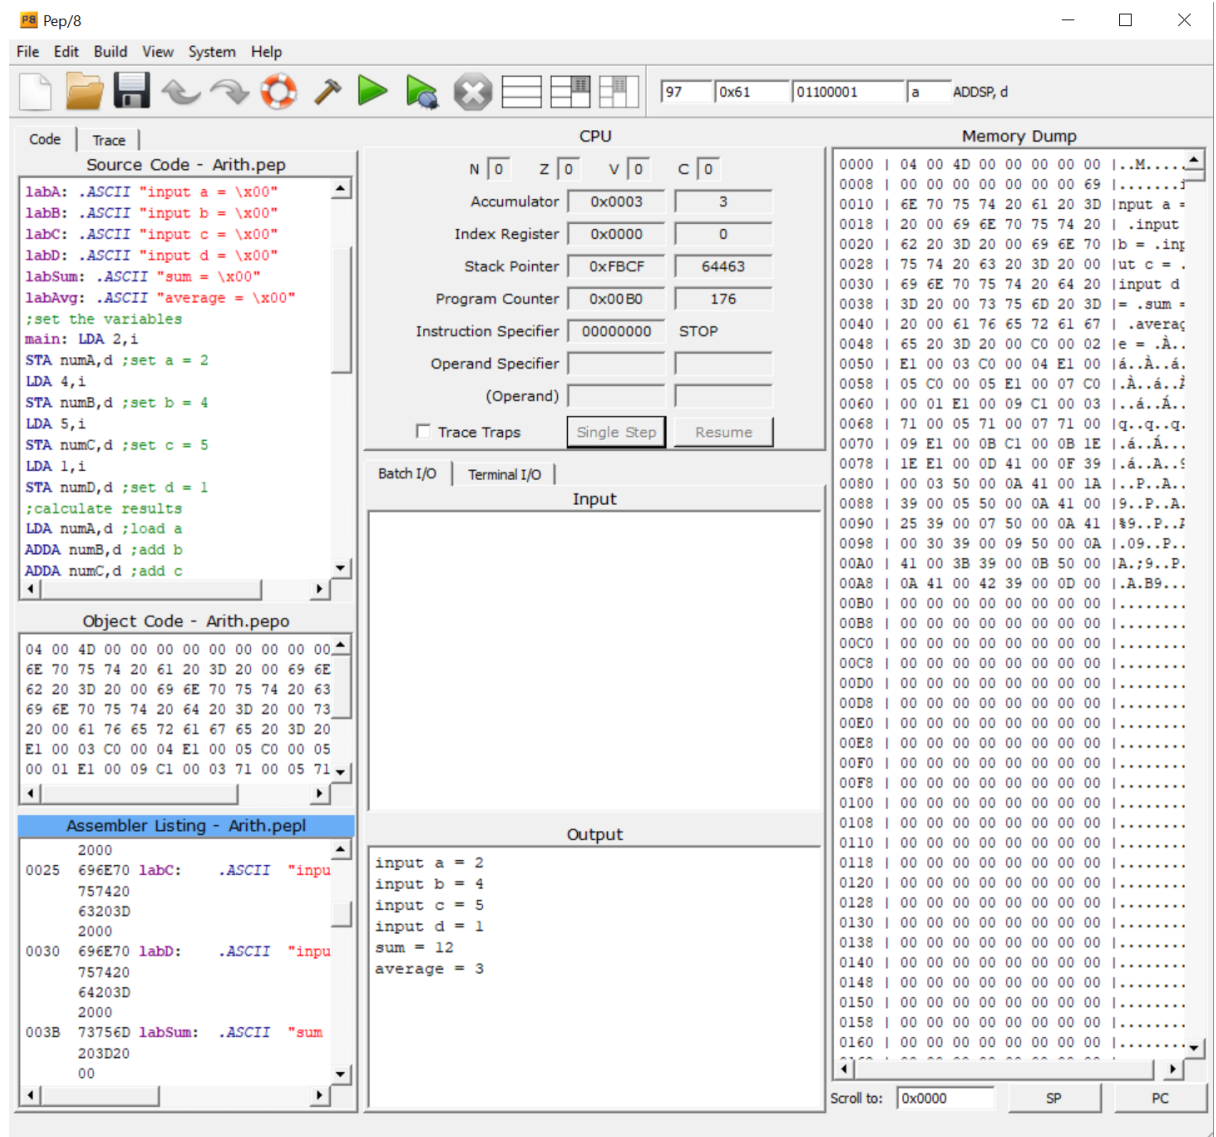 Pep/8
File Edit Build View System Help
97 0x61 01100001 a ADDSP, d
Code Trace
Source Code - Arith.pep
labA: .ASCII "input a = \x00"
labB: .ASCII "input b = \x00"
labC: .ASCII "input c = \x00"
labD: .ASCII "input d = \x00"
labSum: .ASCII "sum = \x00"
labAvg: .ASCII "average = \x00"
;set the variables
main: LDA 2,i
STA numA,d ;set a = 2
LDA 4,i
STA numB,d ;set b = 4
LDA 5,i
STA numC,d ;set c = 5
LDA 1,i
STA numD,d ;set d = 1
;calculate results
LDA numA,d ;load a
ADDA numB,d ;add b
ADDA numC,d ;add c
Object Code - Arith.pepo
04 00 4D 00 00 00 00 00 00 00 00 00
6E 70 75 74 20 61 20 3D 20 00 69 6E
62 20 3D 20 00 69 6E 70 75 74 20 63
69 6E 70 75 74 20 64 20 3D 20 00 73
20 00 61 76 65 72 61 67 65 20 3D 20
E1 00 03 C0 00 04 E1 00 05 C0 00 05
00 01 E1 00 09 C1 00 03 71 00 05 71
Assembler Listing - Arith.pepl
2000
0025 696E70 labC: .ASCII "inpu
757420
63203D
2000
0030 696E70 labD: .ASCII "inpu
757420
64203D
2000
003B 73756D labSum: .ASCII "sum
203D20
00
CPU
N 0 Z 0 V 0 C 0
Accumulator 0x0003 3
Index Register 0x0000 0
Stack Pointer 0xFBCF 64463
Program Counter 0x00B0 176
Instruction Specifier 00000000 STOP
Operand Specifier
(Operand)
Trace Traps Single Step Resume
Batch I/O Terminal I/O
Input
Output
input a = 2
input b = 4
input c = 5
input d = 1
sum = 12
average = 3
Memory Dump
0000 | 04 00 4D 00 00 00 00 00 |..M.....
0008 | 00 00 00 00 00 00 00 69 |.......i
0010 | 6E 70 75 74 20 61 20 3D |nput a =
0018 | 20 00 69 6E 70 75 74 20 | .input
0020 | 62 20 3D 20 00 69 6E 70 |b = .inp
0028 | 75 74 20 63 20 3D 20 00 |ut c = .
0030 | 69 6E 70 75 74 20 64 20 |input d
0038 | 3D 20 00 73 75 6D 20 3D |= .sum =
0040 | 20 00 61 76 65 72 61 67 | .averag
0048 | 65 20 3D 20 00 C0 00 02 |e = .À..
0050 | E1 00 03 C0 00 04 E1 00 |á..À..á.
0058 | 05 C0 00 05 E1 00 07 C0 |.À..á..À
0060 | 00 01 E1 00 09 C1 00 03 |..á..Á..
0068 | 71 00 05 71 00 07 71 00 |q..q..q.
0070 | 09 E1 00 0B C1 00 0B 1E |.á..Á...
0078 | 1E E1 00 0D 41 00 0F 39 |.á..A..9
0080 | 00 03 50 00 0A 41 00 1A |..P..A..
0088 | 39 00 05 50 00 0A 41 00 |9..P..A.
0090 | 25 39 00 07 50 00 0A 41 |%9..P..A
0098 | 00 30 39 00 09 50 00 0A |.09..P..
00A0 | 41 00 3B 39 00 0B 50 00 |A.;9..P.
00A8 | 0A 41 00 42 39 00 0D 00 |.A.B9...
00B0 | 00 00 00 00 00 00 00 00 |........
00B8 | 00 00 00 00 00 00 00 00 |........
00C0 | 00 00 00 00 00 00 00 00 |........
00C8 | 00 00 00 00 00 00 00 00 |........
00D0 | 00 00 00 00 00 00 00 00 |........
00D8 | 00 00 00 00 00 00 00 00 |........
00E0 | 00 00 00 00 00 00 00 00 |........
00E8 | 00 00 00 00 00 00 00 00 |........
00F0 | 00 00 00 00 00 00 00 00 |........
00F8 | 00 00 00 00 00 00 00 00 |........
0100 | 00 00 00 00 00 00 00 00 |........
0108 | 00 00 00 00 00 00 00 00 |........
0110 | 00 00 00 00 00 00 00 00 |........
0118 | 00 00 00 00 00 00 00 00 |........
0120 | 00 00 00 00 00 00 00 00 |........
0128 | 00 00 00 00 00 00 00 00 |........
0130 | 00 00 00 00 00 00 00 00 |........
0138 | 00 00 00 00 00 00 00 00 |........
0140 | 00 00 00 00 00 00 00 00 |........
0148 | 00 00 00 00 00 00 00 00 |........
0150 | 00 00 00 00 00 00 00 00 |........
0158 | 00 00 00 00 00 00 00 00 |........
0160 | 00 00 00 00 00 00 00 00 |........
Scroll to: 0x0000 SP PC